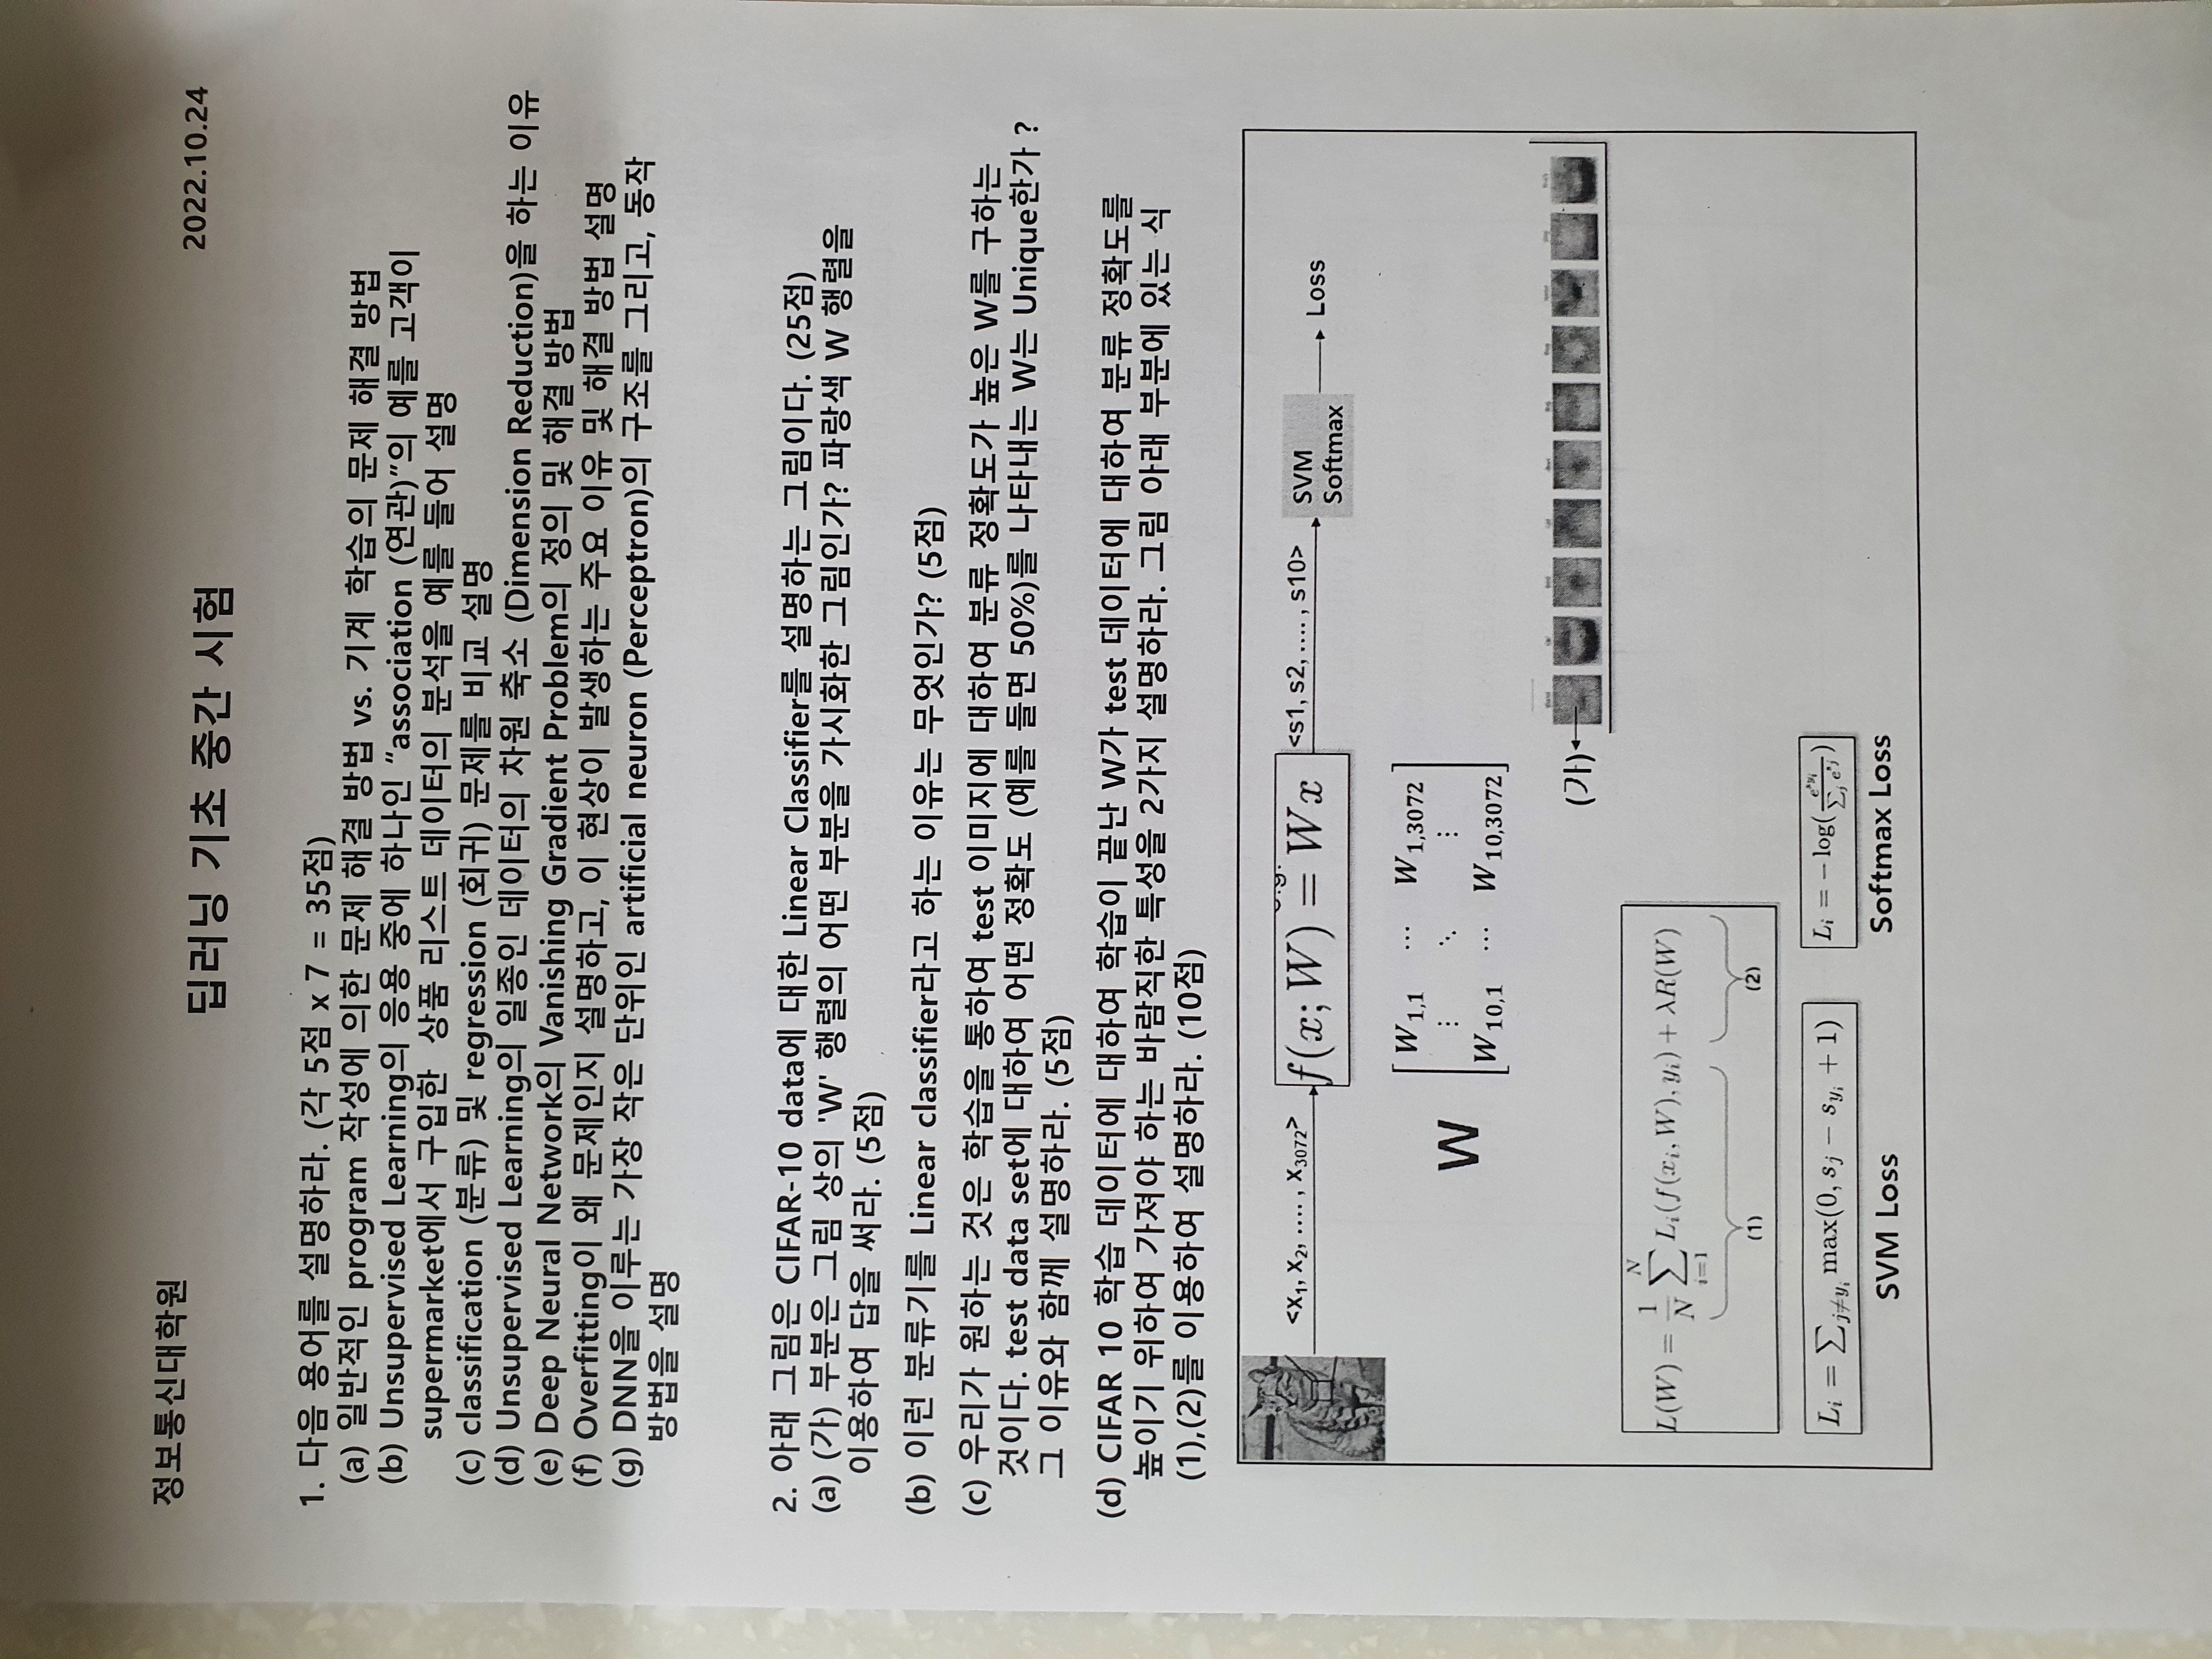 정보통신대학원
딥러닝 기초 중간 시험
2022.10.24
1. 다음 용어를 설명하라. (각 5점 x 7 = 35점)
(a) 일반적인 program 작성에 의한 문제 해결 방법 vs. 기계 학습의 문제 해결 방법
(b) Unsupervised Learning의 응용 중에 하나인 “association (연관)”의 예를 고객이
supermarket에서 구입한 상품 리스트 데이터의 분석을 예를 들어 설명
(c) classification (분류) 및 regression (회귀) 문제를 비교 설명
(d) Unsupervised Learning의 일종인 데이터의 차원 축소 (Dimension Reduction)을 하는 이유
(e) Deep Neural Network의 Vanishing Gradient Problem의 정의 및 해결 방법
(f) Overfitting이 왜 문제인지 설명하고, 이 현상이 발생하는 주요 이유 및 해결 방법 설명
(g) DNN을 이루는 가장 작은 단위인 artificial neuron (Perceptron)의 구조를 그리고, 동작
방법을 설명
2. 아래 그림은 CIFAR-10 data에 대한 Linear Classifier를 설명하는 그림이다. (25점)
(a) (가) 부분은 그림 상의 'W' 행렬의 어떤 부분을 가시화한 그림인가? 파랑색 W 행렬을
이용하여 답을 써라. (5점)
(b) 이런 분류기를 Linear classifier라고 하는 이유는 무엇인가? (5점)
(c) 우리가 원하는 것은 학습을 통하여 test 이미지에 대하여 분류 정확도가 높은 W를 구하는
것이다. test data set에 대하여 어떤 정확도 (예를 들면 50%)를 나타내는 W는 Unique한가 ?
그 이유와 함께 설명하라. (5점)
(d) CIFAR 10 학습 데이터에 대하여 학습이 끝난 W가 test 데이터에 대하여 분류 정확도를
높이기 위하여 가져야 하는 바람직한 특성을 2가지 설명하라. 그림 아래 부분에 있는 식
(1),(2)를 이용하여 설명하라. (10점)
<x₁, x₂, .... , x₃₀₇₂>
f(x; W) = Wx
<s1, s2, .... , s10>
SVM
Softmax
Loss
W
W₁,₁ ⋯ W₁,₃₀₇₂
⋮ ⋱ ⋮
W₁₀,₁ ⋯ W₁₀,₃₀₇₂
(가)
L(W) = 1/N ∑_{i=1}^{N} L_i(f(x_i, W), y_i) + λR(W)
(1) (2)
L_i = ∑_{j≠y_i} max(0, s_j − s_{y_i} + 1)
SVM Loss
L_i = − log(e^{s_{y_i}} / ∑_j e^{s_j})
Softmax Loss